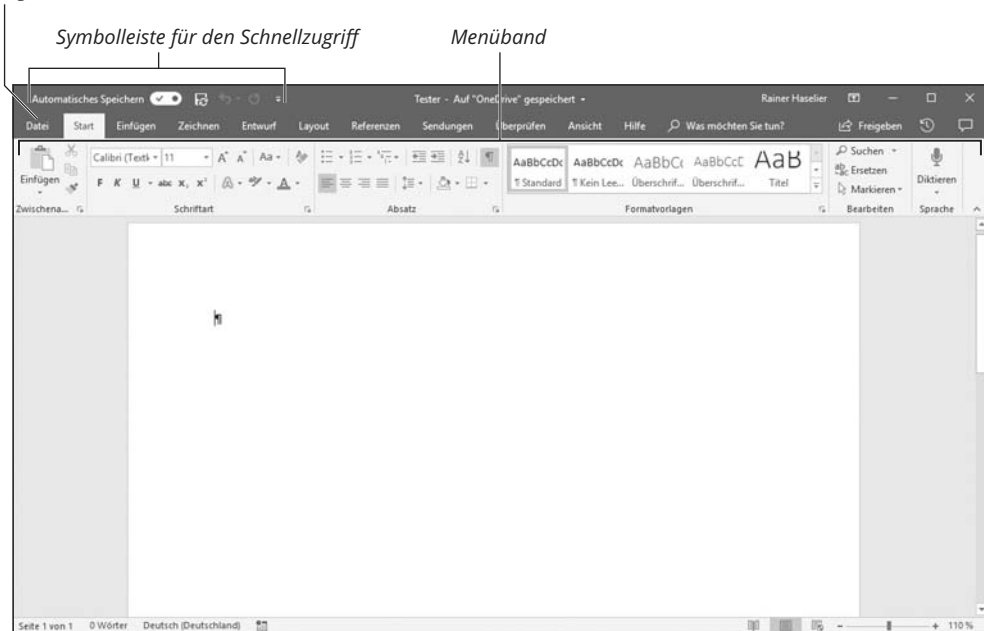 Symbolleiste für den Schnellzugriff Menüband
Automatisches Speichern Tester - Auf "OneDrive" gespeichert Rainer Haselier
Datei Start Einfügen Zeichnen Entwurf Layout Referenzen Sendungen Überprüfen Ansicht Hilfe Was möchten Sie tun? Freigeben
Calibri (Textk 11 A A Aa AaBbCcDc AaBbCcDc AaBbCc AaBbCcC AaB Suchen
Einfügen Ersetzen Diktieren
F K U abc x, x² A A ¶ Standard ¶ Kein Lee... Überschrif... Überschrif... Titel Markieren
Zwischena... Schriftart Absatz Formatvorlagen Bearbeiten Sprache
¶
Seite 1 von 1 0 Wörter Deutsch (Deutschland) - + 110 %